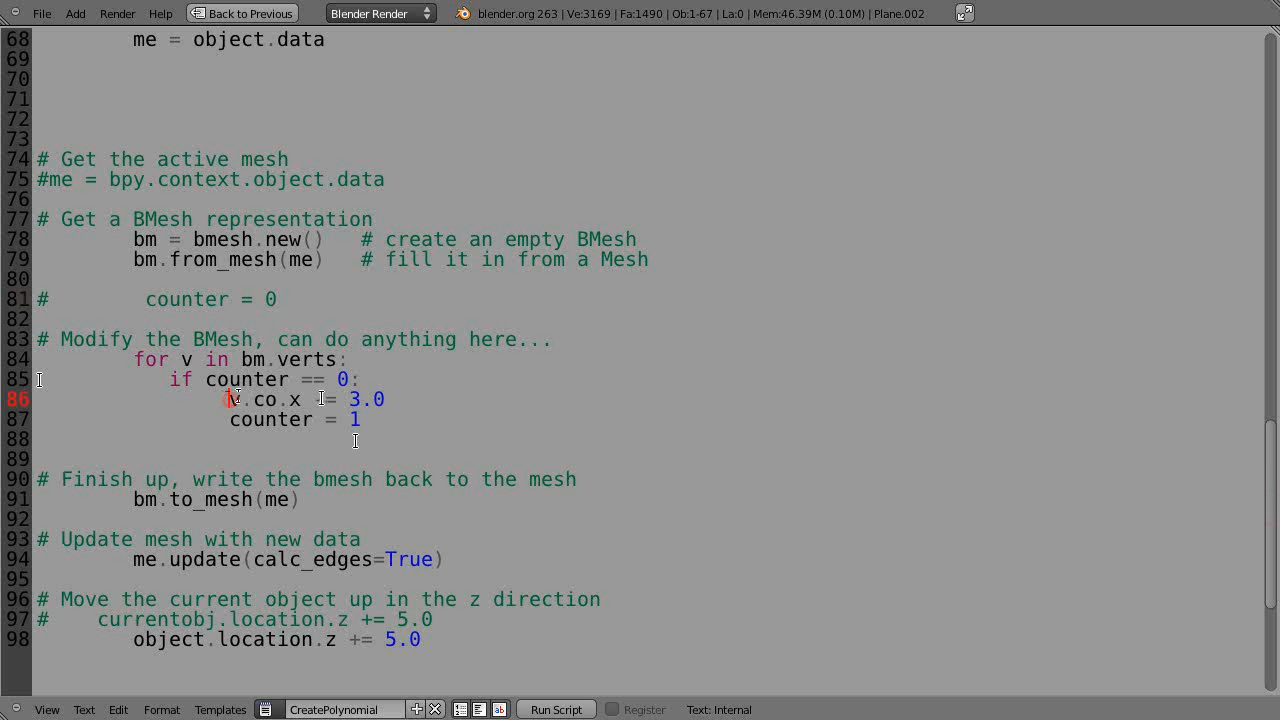 File Add Render Help Back to Previous Blender Render blender.org 263 | Ve:3169 | Fa:1490 | Ob:1-67 | La:0 | Mem:46.39M (0.10M) | Plane.002
68 me = object.data
69
70
71
72
73
74 # Get the active mesh
75 #me = bpy.context.object.data
76
77 # Get a BMesh representation
78 bm = bmesh.new() # create an empty BMesh
79 bm.from_mesh(me) # fill it in from a Mesh
80
81 # counter = 0
82
83 # Modify the BMesh, can do anything here...
84 for v in bm.verts:
85 if counter == 0:
86 v.co.x += 3.0
87 counter = 1
88
89
90 # Finish up, write the bmesh back to the mesh
91 bm.to_mesh(me)
92
93 # Update mesh with new data
94 me.update(calc_edges=True)
95
96 # Move the current object up in the z direction
97 # currentobj.location.z += 5.0
98 object.location.z += 5.0
View Text Edit Format Templates CreatePolynomial Run Script Register Text: Internal